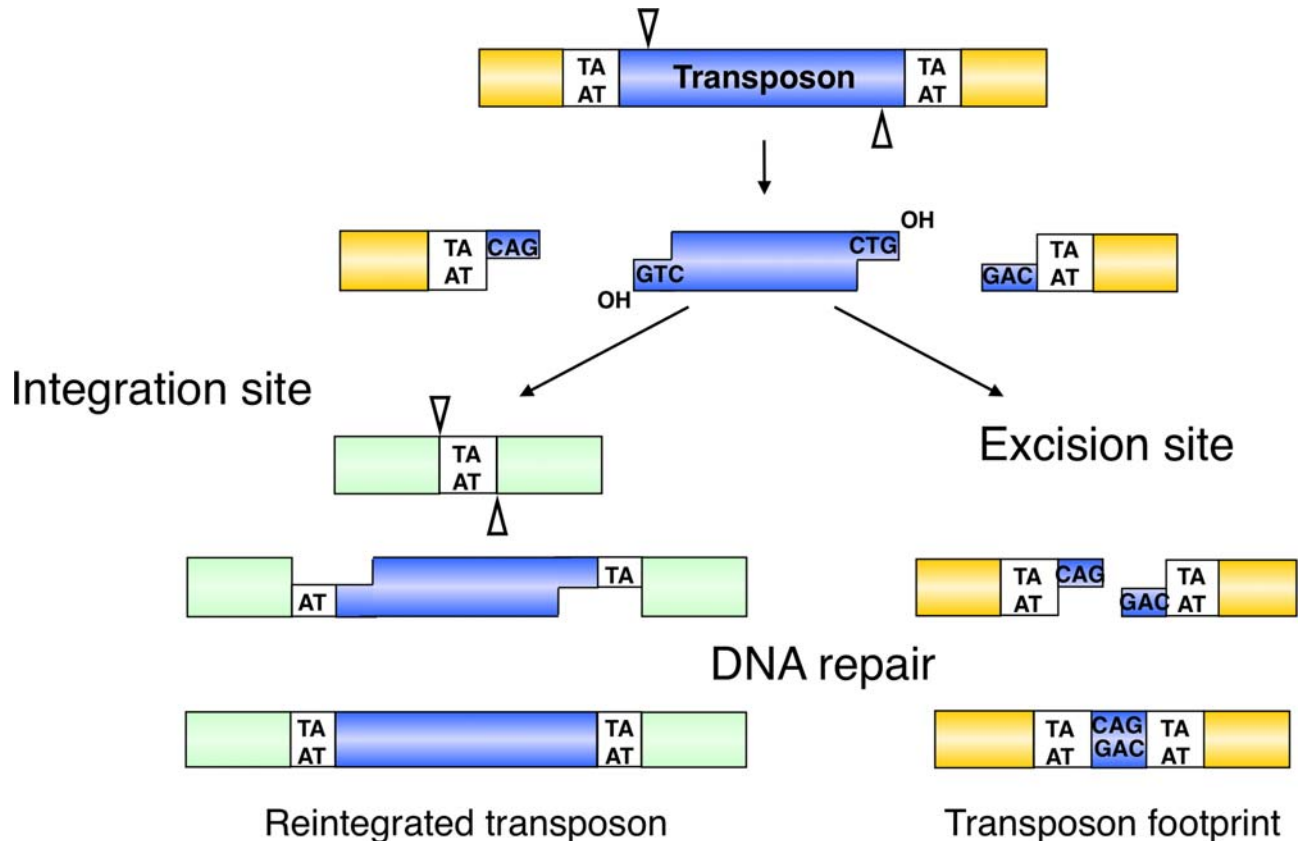 TA
AT
Transposon
TA
AT
TA
AT
CAG
OH
CTG
GTC
OH
GAC
TA
AT
Integration site
TA
AT
Excision site
AT
TA
TA
AT
CAG
GAC
TA
AT
DNA repair
TA
AT
TA
AT
TA
AT
CAG
GAC
TA
AT
Reintegrated transposon
Transposon footprint